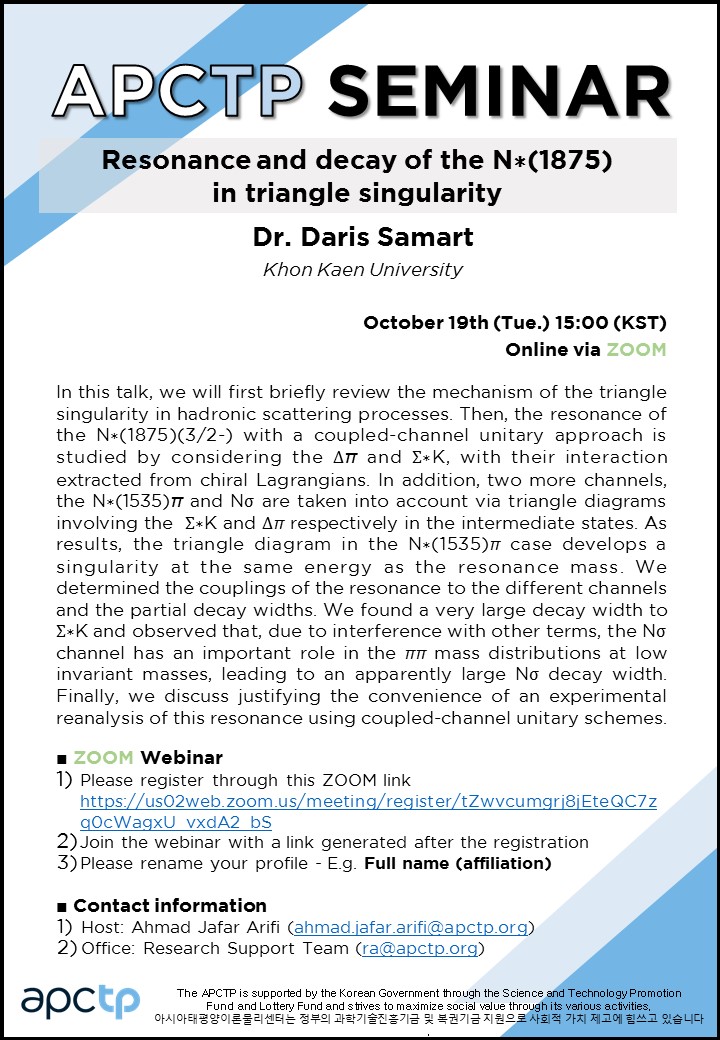 APCTP SEMINAR
Resonance and decay of the N*(1875)
in triangle singularity
Dr. Daris Samart
Khon Kaen University
October 19th (Tue.) 15:00 (KST)
Online via ZOOM
In this talk, we will first briefly review the mechanism of the triangle
singularity in hadronic scattering processes. Then, the resonance of
the N*(1875)(3/2-) with a coupled-channel unitary approach is
studied by considering the Δπ and Σ*K, with their interaction
extracted from chiral Lagrangians. In addition, two more channels,
the N*(1535)π and Nσ are taken into account via triangle diagrams
involving the Σ*K and Δπ respectively in the intermediate states. As
results, the triangle diagram in the N*(1535)π case develops a
singularity at the same energy as the resonance mass. We
determined the couplings of the resonance to the different channels
and the partial decay widths. We found a very large decay width to
Σ*K and observed that, due to interference with other terms, the Nσ
channel has an important role in the ππ mass distributions at low
invariant masses, leading to an apparently large Nσ decay width.
Finally, we discuss justifying the convenience of an experimental
reanalysis of this resonance using coupled-channel unitary schemes.
■ ZOOM Webinar
1) Please register through this ZOOM link
https://us02web.zoom.us/meeting/register/tZwvcumgrj8jEteQC7z
q0cWagxU_vxdA2_bS
2) Join the webinar with a link generated after the registration
3) Please rename your profile - E.g. Full name (affiliation)
■ Contact information
1) Host: Ahmad Jafar Arifi (ahmad.jafar.arifi@apctp.org)
2) Office: Research Support Team (ra@apctp.org)
apctp
The APCTP is supported by the Korean Government through the Science and Technology Promotion
Fund and Lottery Fund and strives to maximize social value through its various activities,
아시아태평양이론물리센터는 정부의 과학기술진흥기금 및 복권기금 지원으로 사회적 가치 제고에 힘쓰고 있습니다
.